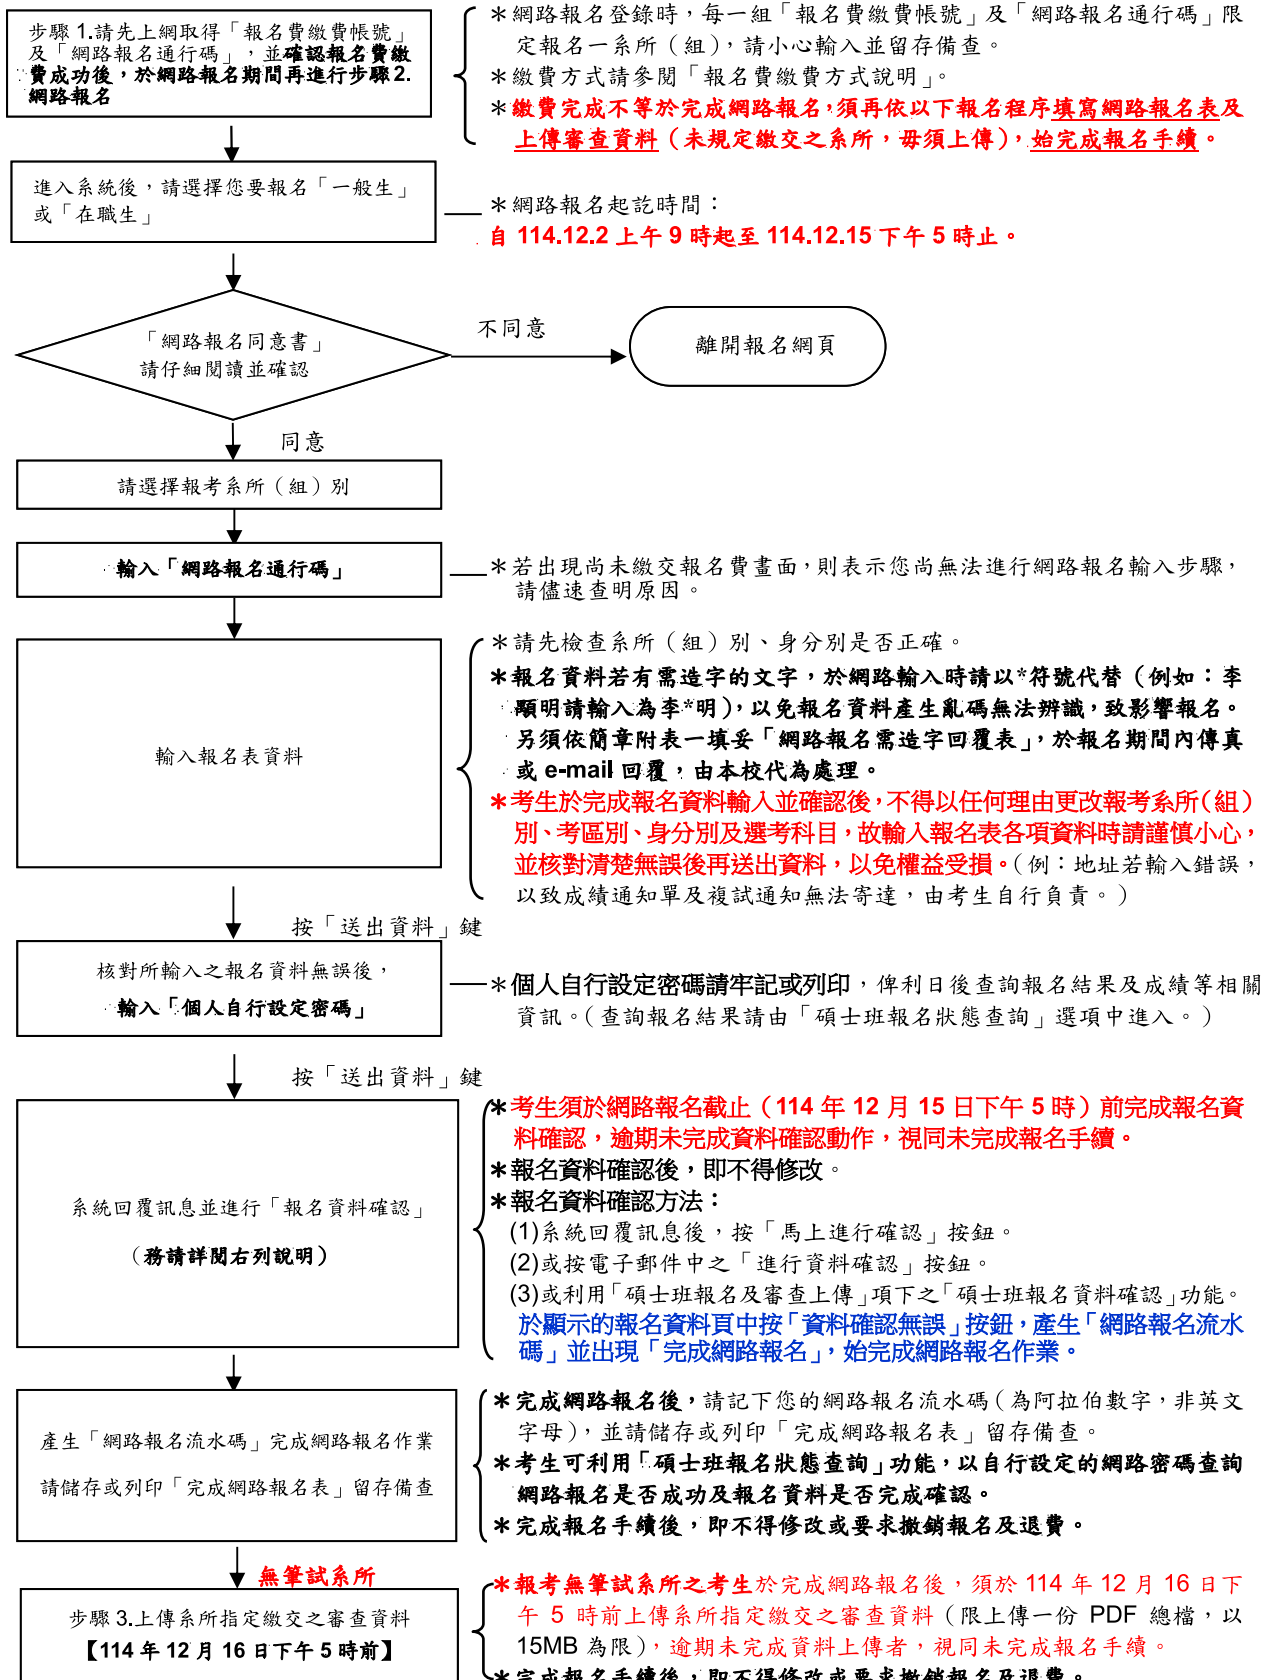 步驟 1.請先上網取得「報名費繳費帳號」
及「網路報名通行碼」，並確認報名費繳
費成功後，於網路報名期間再進行步驟2.
網路報名
＊網路報名登錄時，每一組「報名費繳費帳號」及「網路報名通行碼」限
定報名一系所（組），請小心輸入並留存備查。
＊繳費方式請參閱「報名費繳費方式說明」。
＊繳費完成不等於完成網路報名，須再依以下報名程序填寫網路報名表及
上傳審查資料（未規定繳交之系所，毋須上傳），始完成報名手續。
進入系統後，請選擇您要報名「一般生」
或「在職生」
＊網路報名起訖時間：
自 114.12.2 上午 9 時起至 114.12.15 下午 5 時止。
「網路報名同意書」
請仔細閱讀並確認
不同意
離開報名網頁
同意
請選擇報考系所（組）別
輸入「網路報名通行碼」
＊若出現尚未繳交報名費畫面，則表示您尚無法進行網路報名輸入步驟，
請儘速查明原因。
輸入報名表資料
＊請先檢查系所（組）別、身分別是否正確。
＊報名資料若有需造字的文字，於網路輸入時請以*符號代替（例如：李
顯明請輸入為李*明），以免報名資料產生亂碼無法辨識，致影響報名。
另須依簡章附表一填妥「網路報名需造字回覆表」，於報名期間內傳真
或 e-mail 回覆，由本校代為處理。
＊考生於完成報名資料輸入並確認後，不得以任何理由更改報考系所（組）
別、考區別、身分別及選考科目，故輸入報名表各項資料時請謹慎小心，
並核對清楚無誤後再送出資料，以免權益受損。（例：地址若輸入錯誤，
以致成績通知單及複試通知無法寄達，由考生自行負責。）
按「送出資料」鍵
核對所輸入之報名資料無誤後，
輸入「個人自行設定密碼」
＊個人自行設定密碼請牢記或列印，俾利日後查詢報名結果及成績等相關
資訊。（查詢報名結果請由「碩士班報名狀態查詢」選項中進入。）
按「送出資料」鍵
系統回覆訊息並進行「報名資料確認」
（務請詳閱右列說明）
＊考生須於網路報名截止（114 年 12 月 15 日下午 5 時）前完成報名資
料確認，逾期未完成資料確認動作，視同未完成報名手續。
＊報名資料確認後，即不得修改。
＊報名資料確認方法：
(1)系統回覆訊息後，按「馬上進行確認」按鈕。
(2)或按電子郵件中之「進行資料確認」按鈕。
(3)或利用「碩士班報名及審查上傳」項下之「碩士班報名資料確認」功能。
於顯示的報名資料頁中按「資料確認無誤」按鈕，產生「網路報名流水
碼」並出現「完成網路報名」，始完成網路報名作業。
產生「網路報名流水碼」完成網路報名作業
請儲存或列印「完成網路報名表」留存備查
＊完成網路報名後，請記下您的網路報名流水碼（為阿拉伯數字，非英文
字母），並請儲存或列印「完成網路報名表」留存備查。
＊考生可利用「碩士班報名狀態查詢」功能，以自行設定的網路密碼查詢
網路報名是否成功及報名資料是否完成確認。
＊完成報名手續後，即不得修改或要求撤銷報名及退費。
無筆試系所
步驟 3.上傳系所指定繳交之審查資料
【114 年 12 月 16 日下午 5 時前】
＊報考無筆試系所之考生於完成網路報名後，須於 114 年 12 月 16 日下
午 5 時前上傳系所指定繳交之審查資料（限上傳一份 PDF 總檔，以
15MB 為限），逾期未完成資料上傳者，視同未完成報名手續。
＊完成報名手續後，即不得修改或要求撤銷報名及退費。